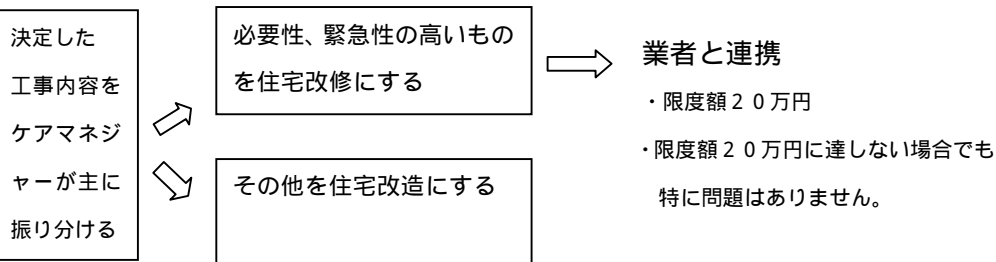 決定した
工事内容を
ケアマネジ
ャーが主に
振り分ける
必要性、緊急性の高いもの
を住宅改修にする
その他を住宅改造にする
業者と連携
・限度額２０万円
・限度額２０万円に達しない場合でも
特に問題はありません。